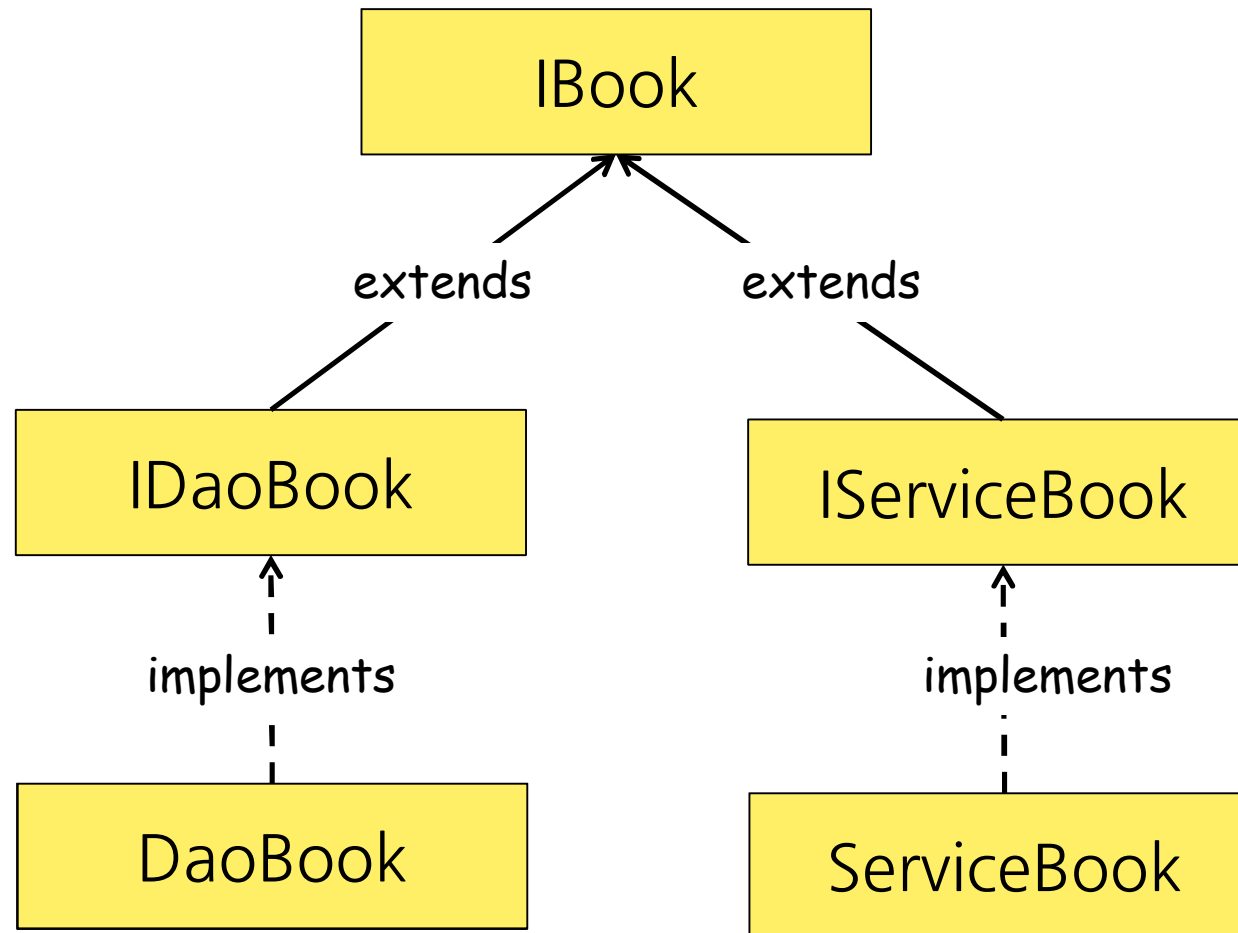 IBook
extends
extends
IDaoBook
IServiceBook
implements
implements
DaoBook
ServiceBook